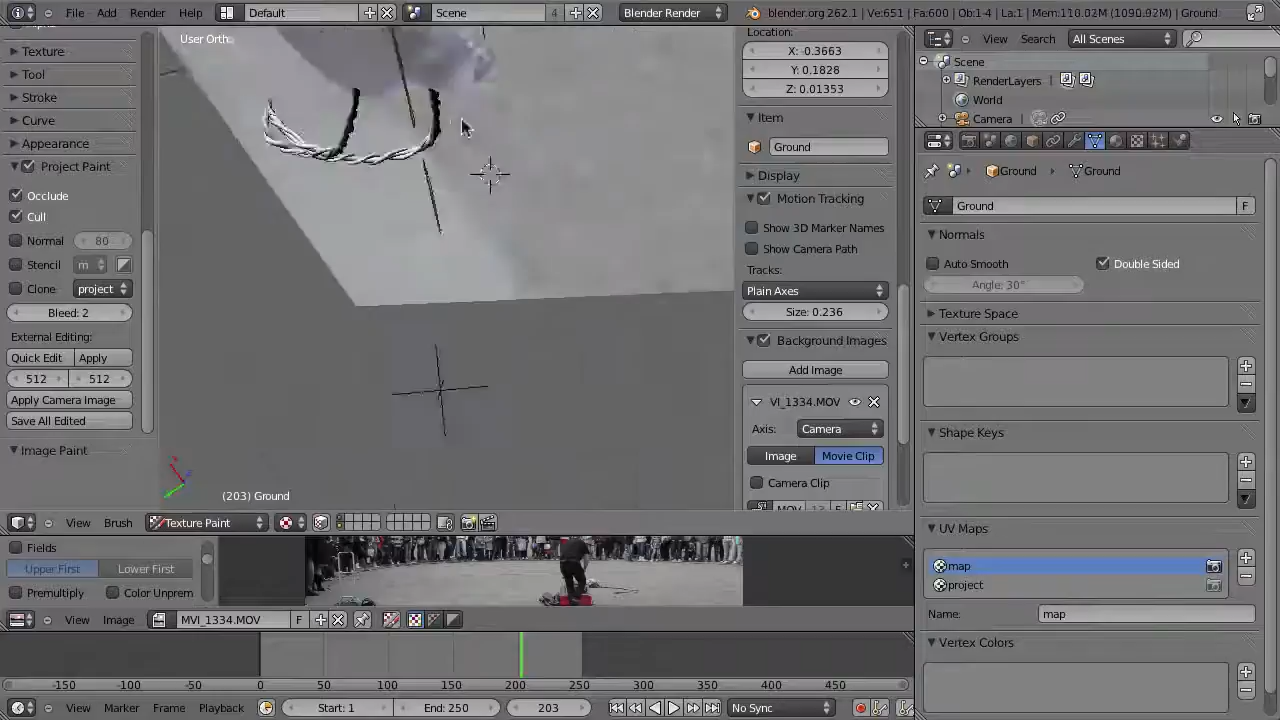 File Add Render Help Default Scene 4 Blender Render blender.org 262.1 | Ve:651 | Fa:600 | Ob:1-4 | La:1 | Mem:110.02M (1090.92M) | Ground
Texture
Tool
Stroke
Curve
Appearance
Project Paint
Occlude
Cull
Normal 80
Stencil m
Clone project
Bleed: 2
External Editing:
Quick Edit Apply
512 512
Apply Camera Image
Save All Edited
Image Paint
User Ortho
(203) Ground
View Brush Texture Paint
Location:
X: -0.3663
Y: 0.1828
Z: 0.01353
Item
Ground
Display
Motion Tracking
Show 3D Marker Names
Show Camera Path
Tracks:
Plain Axes
Size: 0.236
Background Images
Add Image
VI_1334.MOV
Axis: Camera
Image Movie Clip
Camera Clip
View Search All Scenes
Scene
RenderLayers
World
Camera
Ground Ground
Ground F
Normals
Auto Smooth Double Sided
Angle: 30°
Texture Space
Vertex Groups
Shape Keys
UV Maps
map
project
Name: map
Vertex Colors
Fields
Upper First Lower First
Premultiply Color Unprem
View Image MVI_1334.MOV F
-150 -100 -50 0 50 100 150 200 250 300 350 400 450
View Marker Frame Playback Start: 1 End: 250 203 No Sync